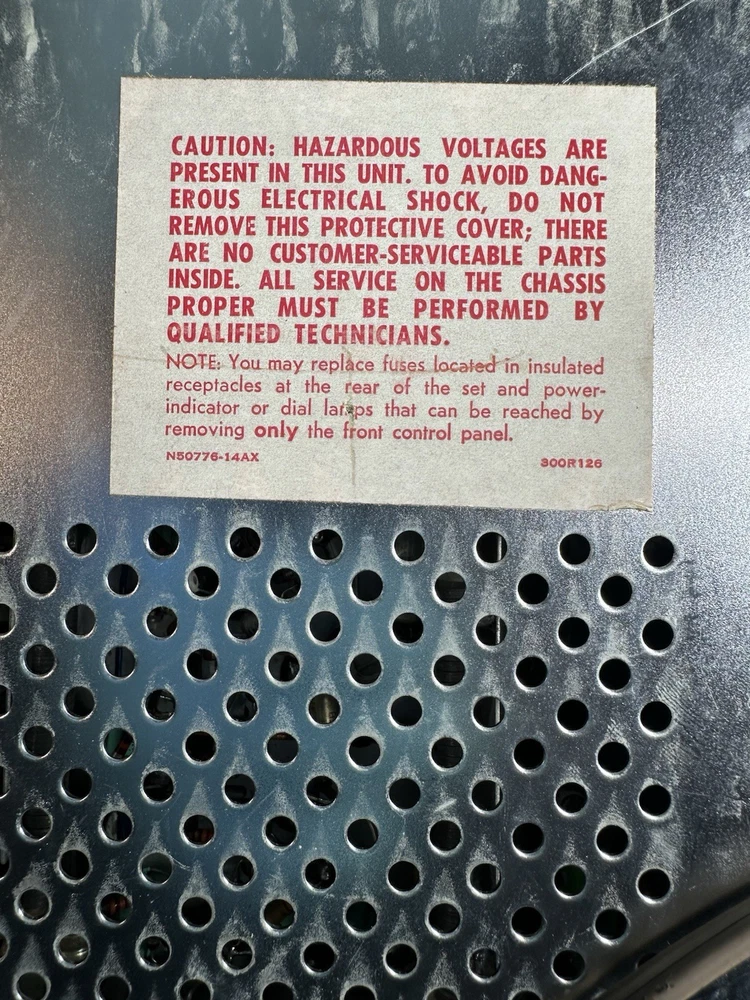 CAUTION: HAZARDOUS VOLTAGES ARE
PRESENT IN THIS UNIT. TO AVOID DANG-
EROUS ELECTRICAL SHOCK, DO NOT
REMOVE THIS PROTECTIVE COVER; THERE
ARE NO CUSTOMER-SERVICEABLE PARTS
INSIDE. ALL SERVICE ON THE CHASSIS
PROPER MUST BE PERFORMED BY
QUALIFIED TECHNICIANS.
NOTE: You may replace fuses located in insulated
receptacles at the rear of the set and power-
indicator or dial lamps that can be reached by
removing only the front control panel.
N50776-14AX
300R126